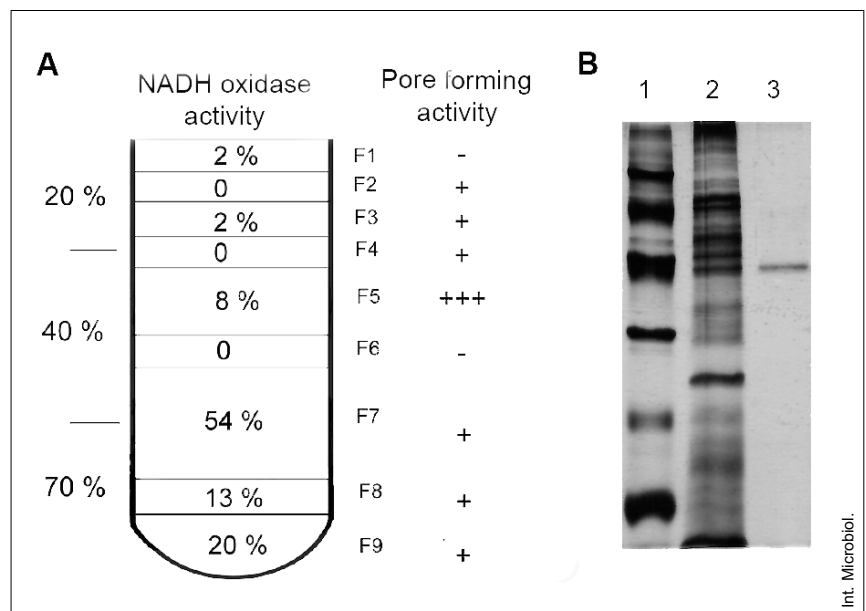 A
NADH oxidase
activity
Pore forming
activity
20 %
40 %
70 %
2 % F1 -
0 F2 +
2 % F3 +
0 F4 +
8 % F5 +++
0 F6 -
54 % F7 +
13 % F8 +
20 % F9 +
B
1 2 3
Int. Microbiol.